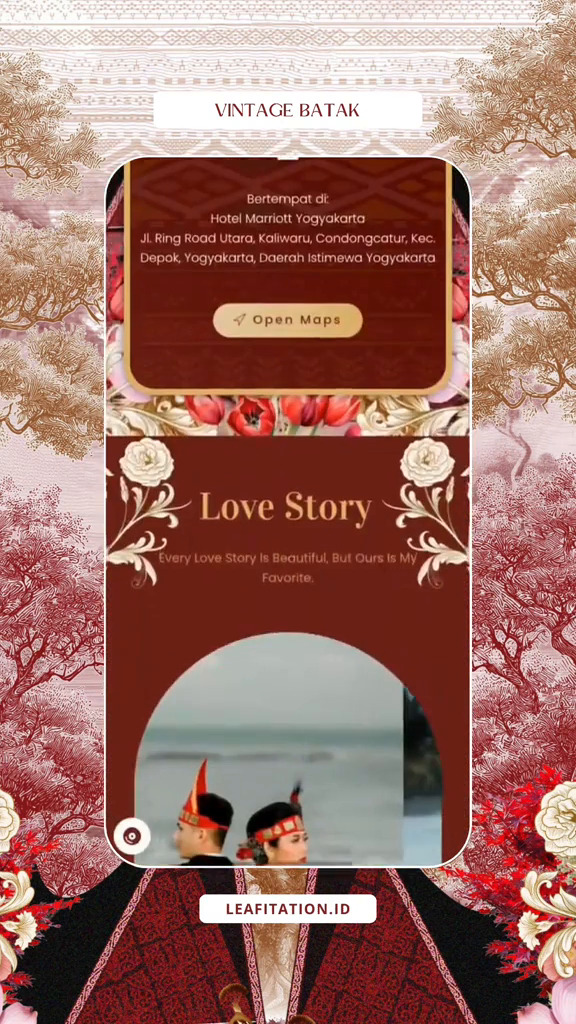 VINTAGE BATAK
Bertempat di:
Hotel Marriott Yogyakarta
Jl. Ring Road Utara, Kaliwaru, Condongcatur, Kec.
Depok, Yogyakarta, Daerah Istimewa Yogyakarta
Open Maps
Love Story
Every Love Story Is Beautiful, But Ours Is My
Favorite.
LEAFITATION.ID